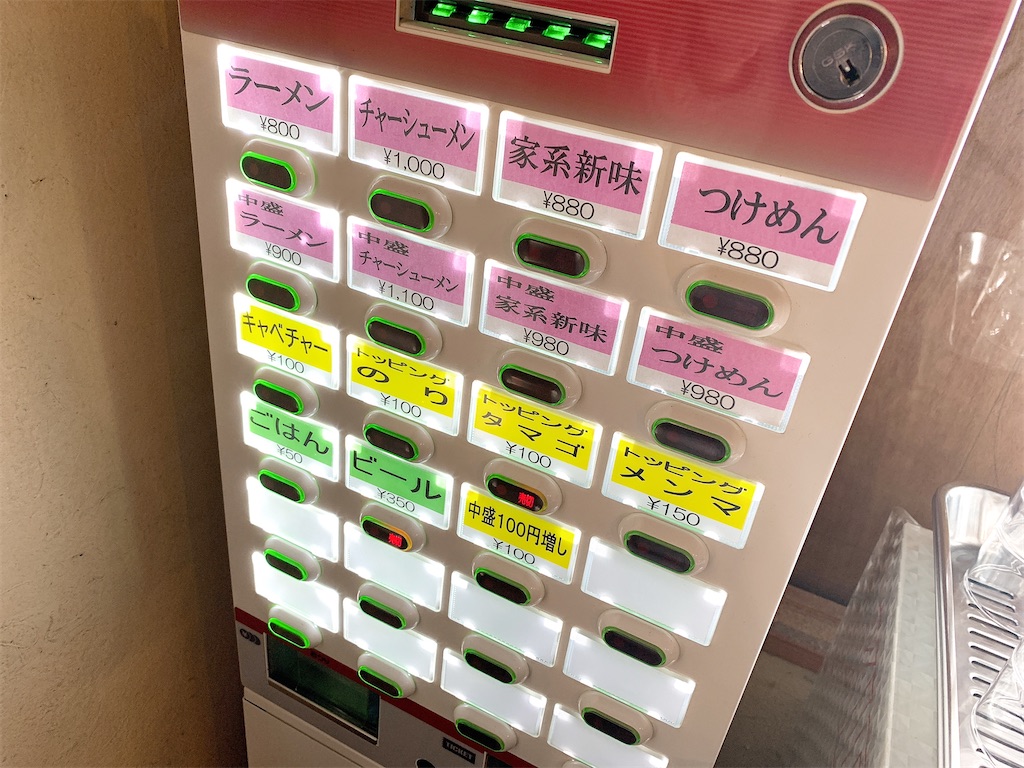 ラーメン
¥800
チャーシューメン
¥1,000
家系新味
¥880
つけめん
¥880
中盛
ラーメン
¥900
中盛
チャーシューメン
¥1,100
中盛
家系新味
¥980
中盛
つけめん
¥980
キャベチャー
¥100
トッピング
のり
¥100
トッピング
タマゴ
¥100
トッピング
メンマ
¥150
ごはん
¥50
ビール
¥350
中盛100円増し
¥100
売切
売切
TICKET